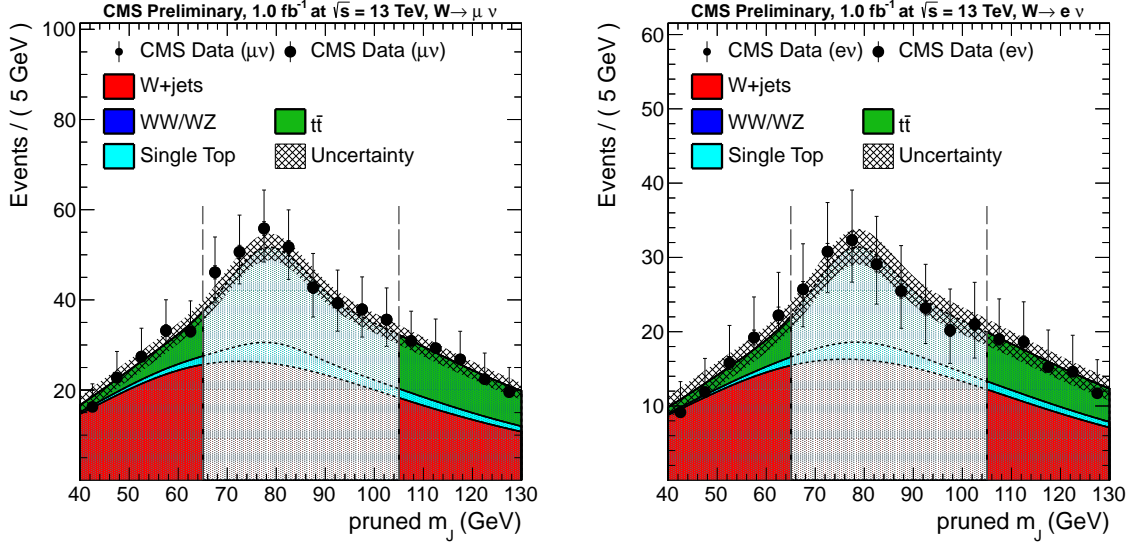 CMS Preliminary, 1.0 fb⁻¹ at √s = 13 TeV, W→ μ ν
Events / ( 5 GeV )
100
80
60
40
20
CMS Data (μν)
CMS Data (μν)
W+jets
WW/WZ
tt̄
Single Top
Uncertainty
40 50 60 70 80 90 100 110 120 130
pruned m_J (GeV)
CMS Preliminary, 1.0 fb⁻¹ at √s = 13 TeV, W→ e ν
Events / ( 5 GeV )
60
50
40
30
20
10
CMS Data (eν)
CMS Data (eν)
W+jets
WW/WZ
tt̄
Single Top
Uncertainty
40 50 60 70 80 90 100 110 120 130
pruned m_J (GeV)